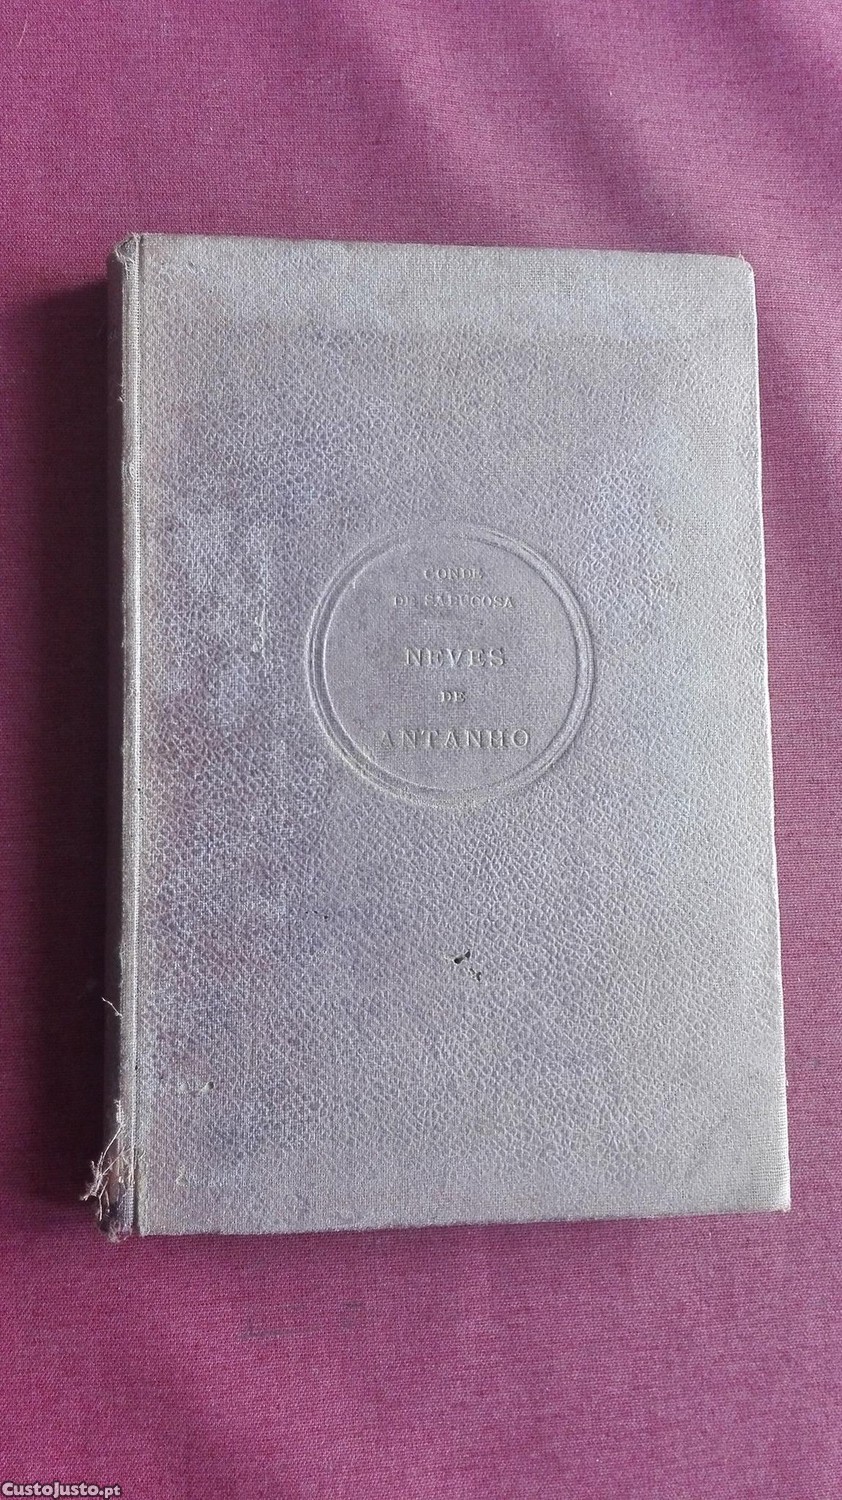 CONDE
DE SABUGOSA
NEVES
DE
ANTANHO
CustoJusto.pt